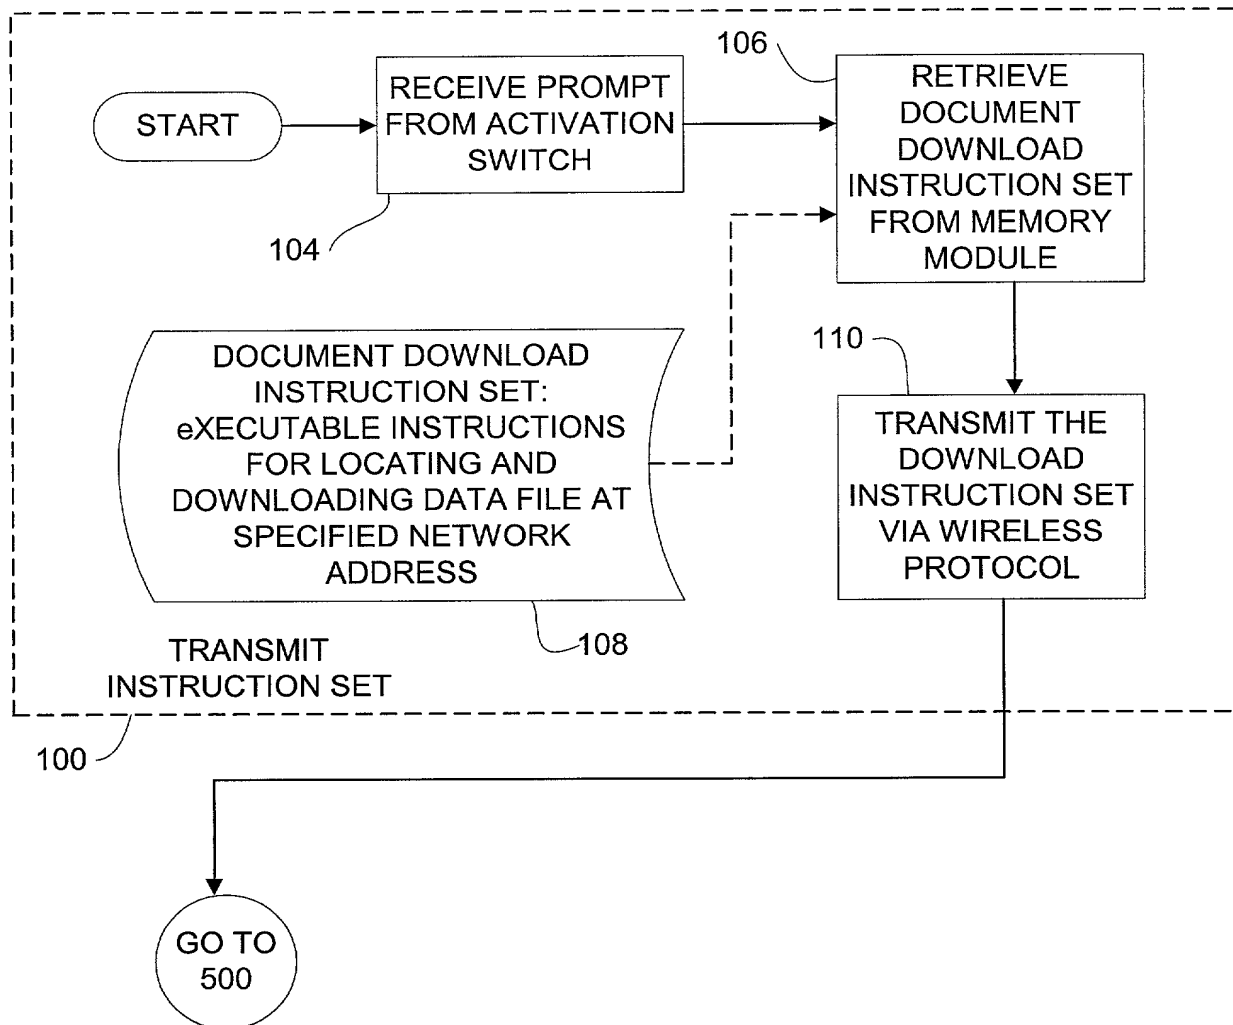 106
START
RECEIVE PROMPT
FROM ACTIVATION
SWITCH
RETRIEVE
DOCUMENT
DOWNLOAD
INSTRUCTION SET
FROM MEMORY
MODULE
104
DOCUMENT DOWNLOAD
INSTRUCTION SET:
eXECUTABLE INSTRUCTIONS
FOR LOCATING AND
DOWNLOADING DATA FILE AT
SPECIFIED NETWORK
ADDRESS
110
TRANSMIT THE
DOWNLOAD
INSTRUCTION SET
VIA WIRELESS
PROTOCOL
108
TRANSMIT
INSTRUCTION SET
100
GO TO
500